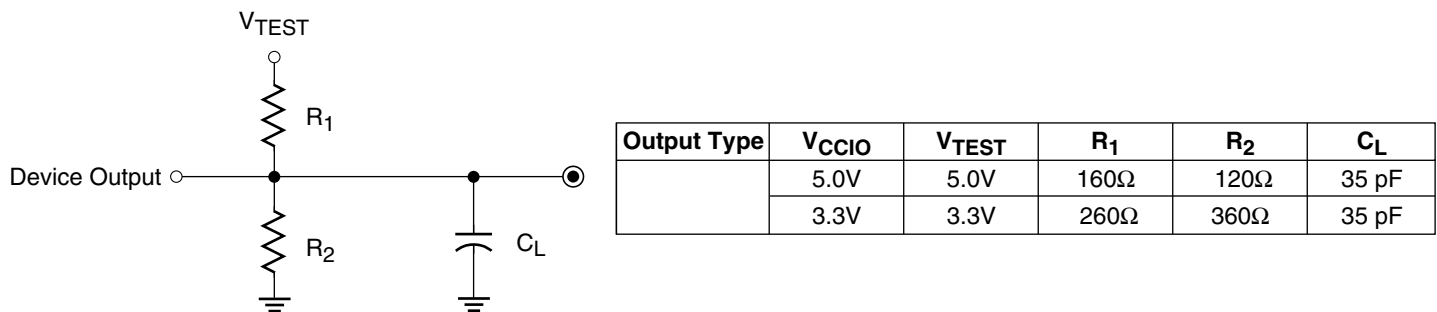 VTEST
R1
Device Output
R2
CL
Output Type VCCIO VTEST R1 R2 CL
5.0V 5.0V 160Ω 120Ω 35 pF
3.3V 3.3V 260Ω 360Ω 35 pF